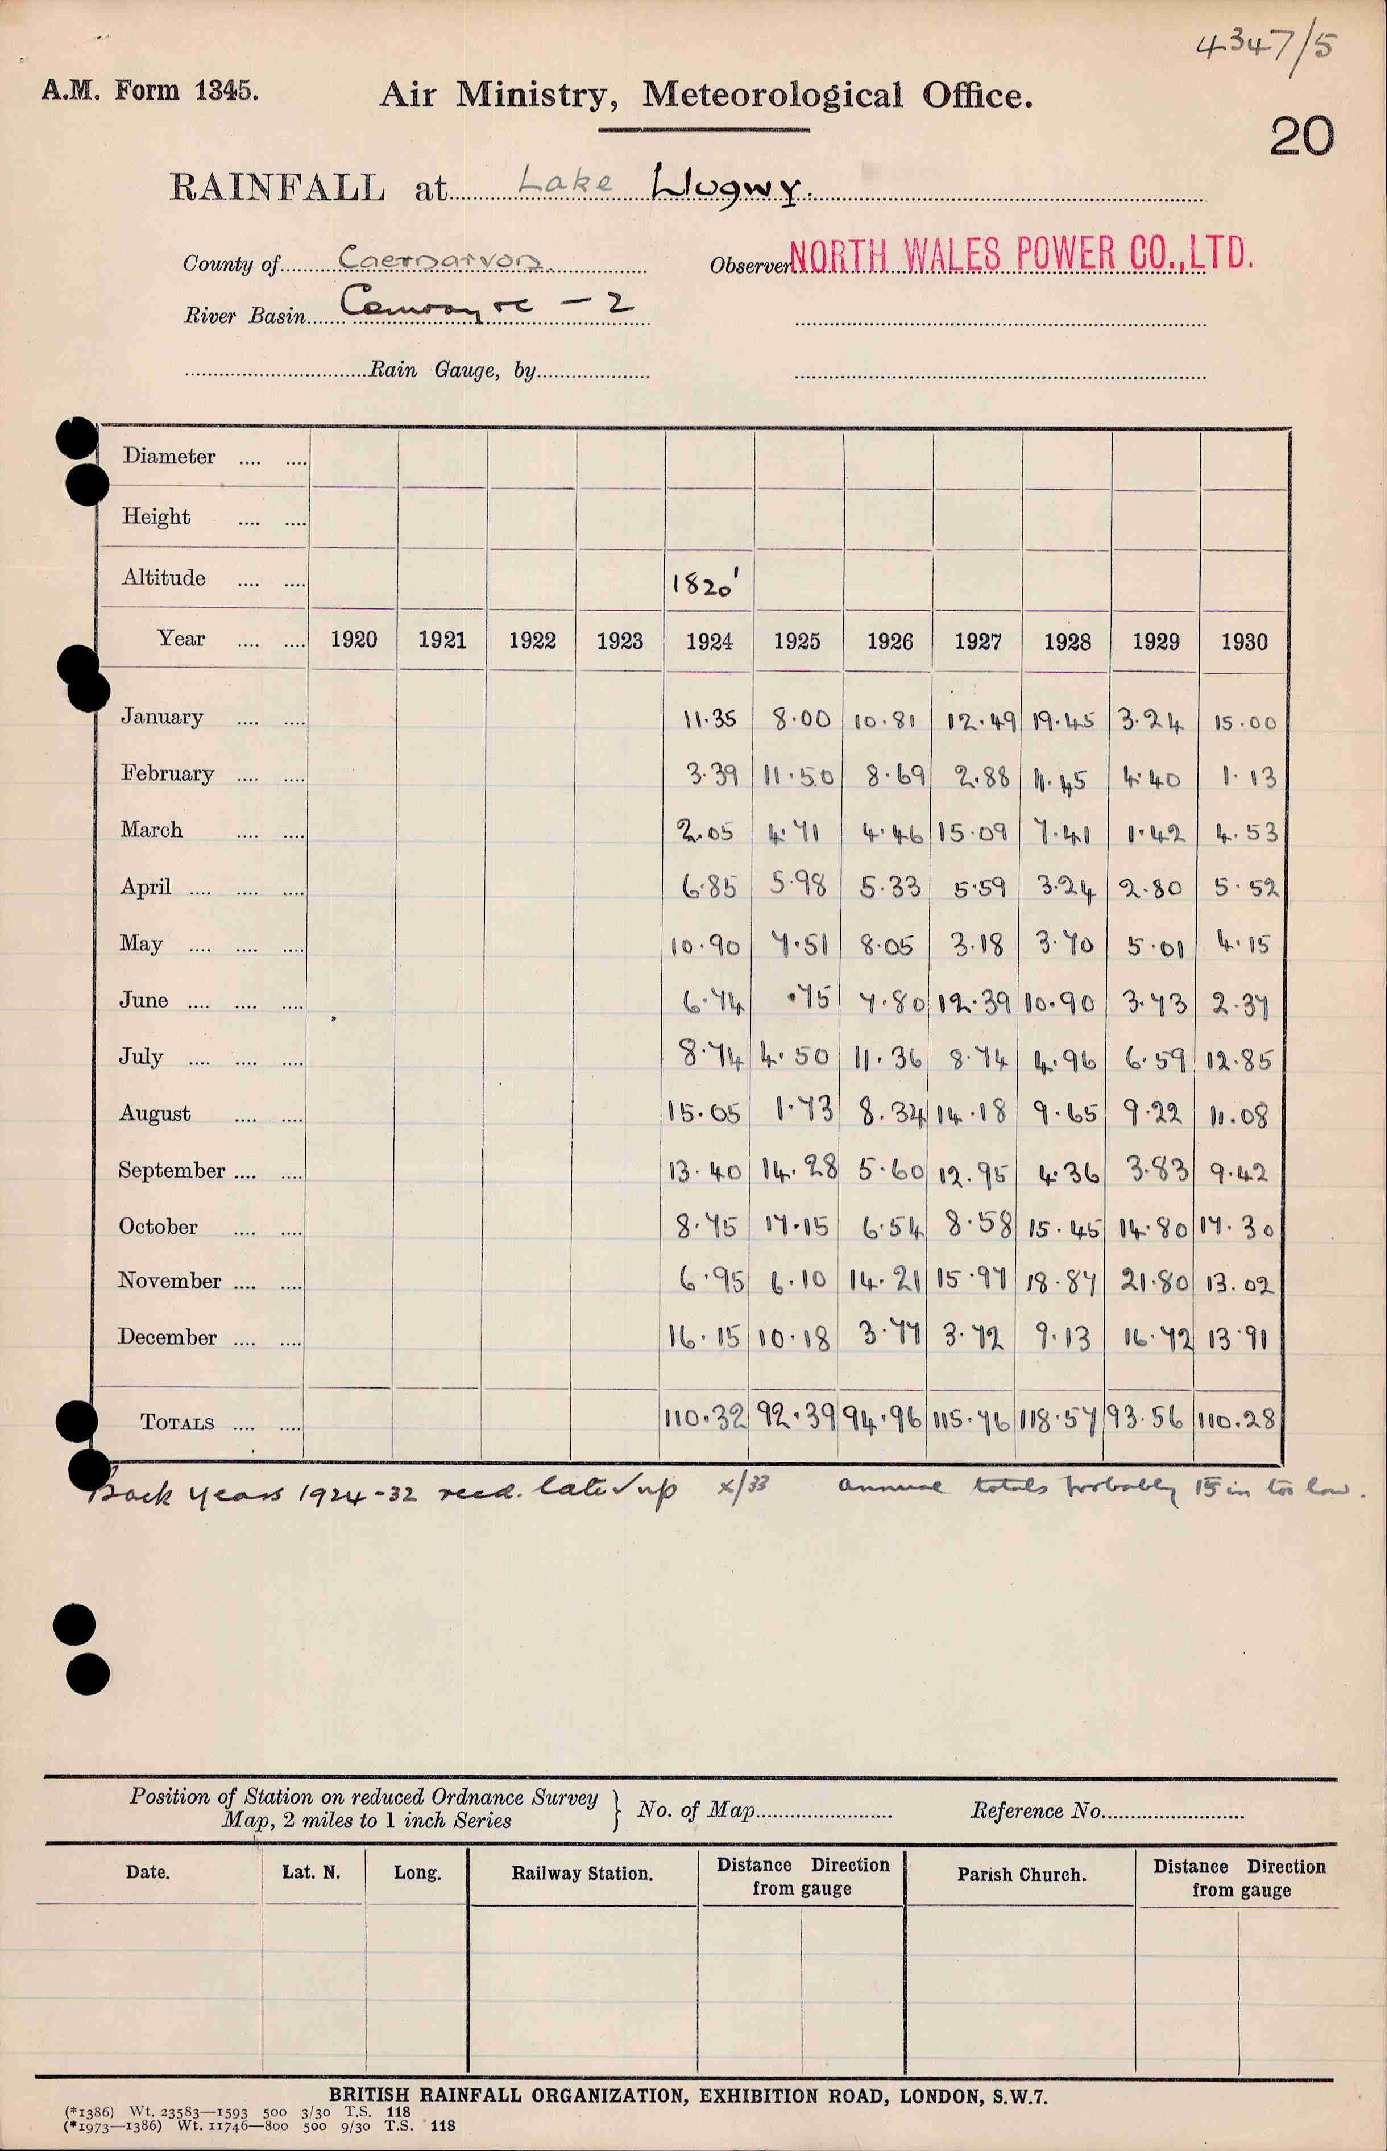 4347/5
A.M. Form 1345.
Air Ministry, Meteorological Office.
20
RAINFALL at Lake Llugwy.
County of Caernarvon. Observer NORTH WALES POWER CO., LTD.
River Basin Conway etc - 2
Rain Gauge, by
Diameter
Height
Altitude 1820'
Year 1920 1921 1922 1923 1924 1925 1926 1927 1928 1929 1930
January 11.35 8.00 10.81 12.49 19.45 3.24 15.00
February 3.39 11.50 8.69 2.88 11.45 4.40 1.13
March 2.05 4.71 4.46 15.09 7.41 1.42 4.53
April 6.85 5.98 5.33 5.59 3.24 2.80 5.52
May 10.90 7.51 8.05 3.18 3.70 5.01 4.15
June 6.74 .75 7.80 12.39 10.90 3.73 2.37
July 8.74 4.50 11.36 8.74 4.96 6.59 12.85
August 15.05 1.73 8.34 14.18 9.65 9.22 11.08
September 13.40 14.28 5.60 12.95 4.36 3.83 9.42
October 8.75 17.15 6.54 8.58 15.45 14.80 17.30
November 6.95 6.10 14.21 15.97 18.87 21.80 13.02
December 16.15 10.18 3.77 3.72 9.13 16.72 13.91
TOTALS 110.32 92.39 94.96 115.76 118.57 93.56 110.28
Back years 1924-32 recd. late x/33 Annual totals probably 15 in too low.
Position of Station on reduced Ordnance Survey
Map, 2 miles to 1 inch Series } No. of Map Reference No.
Date. Lat. N. Long. Railway Station. Distance Direction from gauge Parish Church. Distance Direction from gauge
BRITISH RAINFALL ORGANIZATION, EXHIBITION ROAD, LONDON, S.W.7.
(*1386) Wt. 23583—1593 500 3/30 T.S. 118
(*1973—1386) Wt. 11746—800 500 9/30 T.S. 118